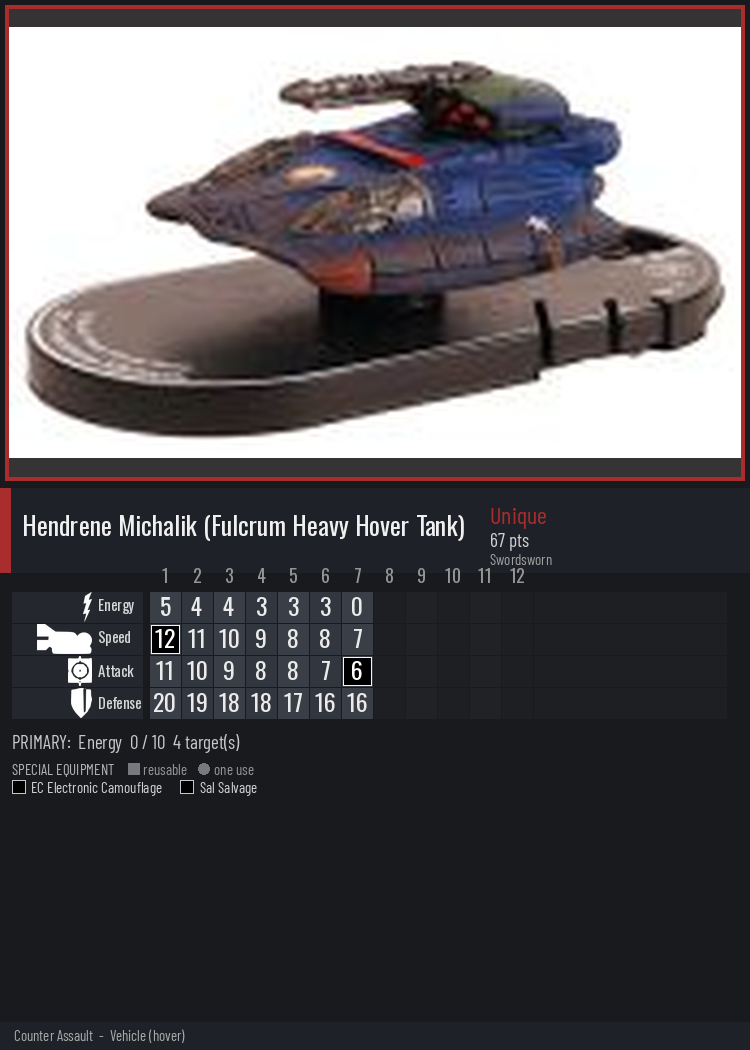 Hendrene Michalik (Fulcrum Heavy Hover Tank)
Unique
67 pts
Swordsworn
1 2 3 4 5 6 7 8 9 10 11 12
Energy 5 4 4 3 3 3 0
Speed 12 11 10 9 8 8 7
Attack 11 10 9 8 8 7 6
Defense 20 19 18 18 17 16 16
PRIMARY: Energy 0 / 10 4 target(s)
SPECIAL EQUIPMENT reusable one use
EC Electronic Camouflage Sal Salvage
Counter Assault - Vehicle (hover)